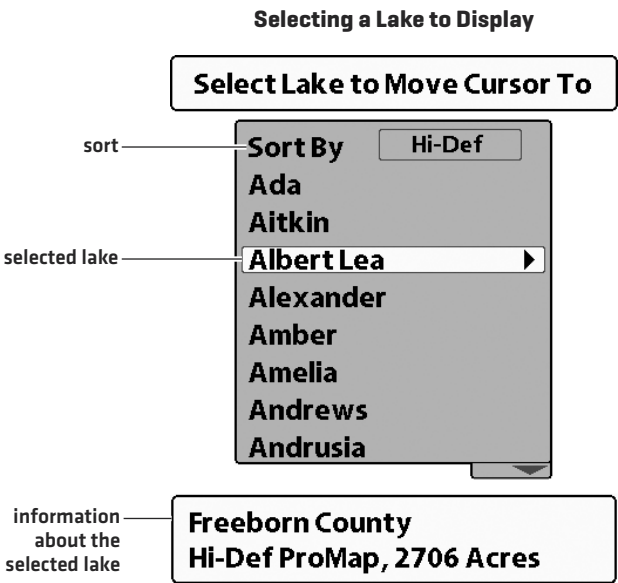 Selecting a Lake to Display
Select Lake to Move Cursor To
sort
Sort By Hi-Def
Ada
Aitkin
selected lake
Albert Lea
Alexander
Amber
Amelia
Andrews
Andrusia
information
about the
selected lake
Freeborn County
Hi-Def ProMap, 2706 Acres